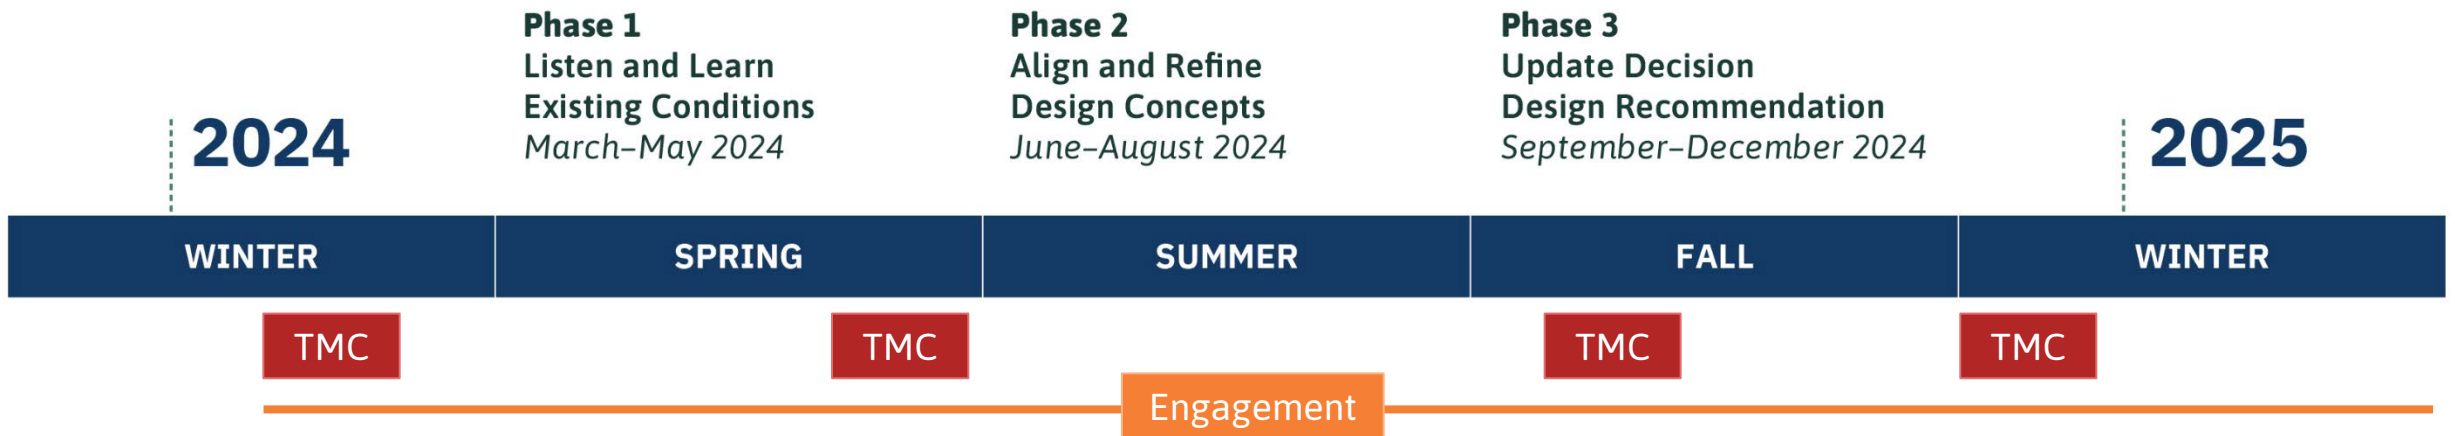 Phase 1
Listen and Learn
Existing Conditions
March–May 2024
Phase 2
Align and Refine
Design Concepts
June–August 2024
Phase 3
Update Decision
Design Recommendation
September–December 2024
2024
2025
WINTER
SPRING
SUMMER
FALL
WINTER
TMC
TMC
TMC
TMC
Engagement